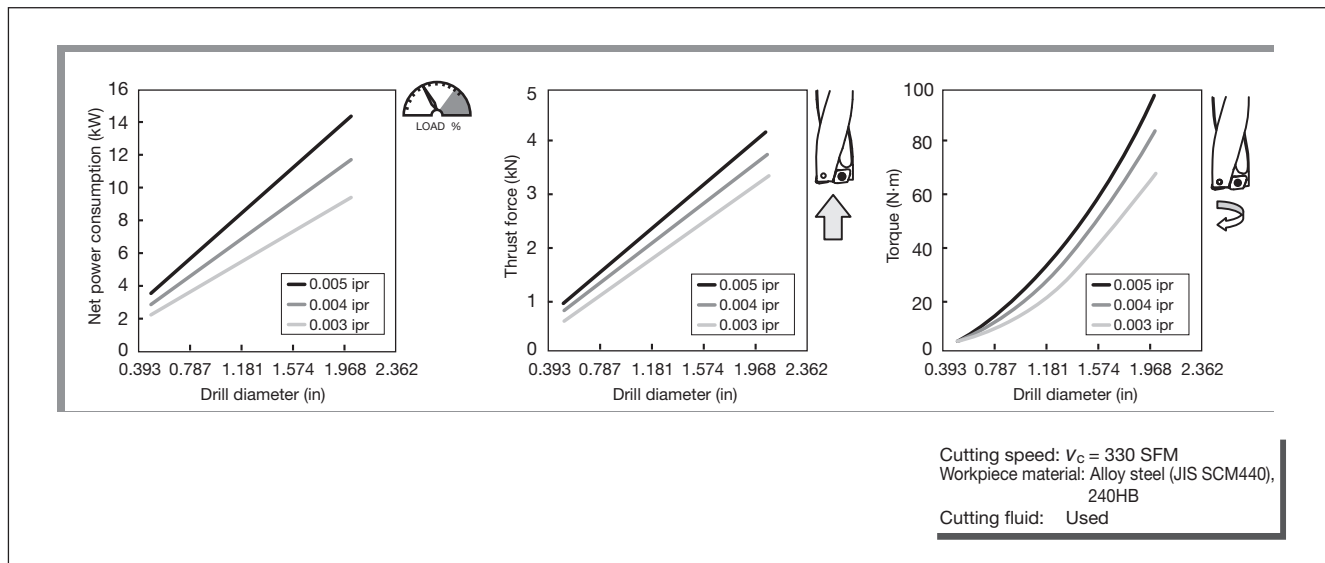 Net power consumption (kW)
16
14
12
10
8
6
4
2
0
0.393 0.787 1.181 1.574 1.968 2.362
Drill diameter (in)
0.005 ipr
0.004 ipr
0.003 ipr
LOAD %
Thrust force (kN)
5
4
3
2
1
0
0.393 0.787 1.181 1.574 1.968 2.362
Drill diameter (in)
0.005 ipr
0.004 ipr
0.003 ipr
Torque (N·m)
100
80
60
40
20
0
0.393 0.787 1.181 1.574 1.968 2.362
Drill diameter (in)
0.005 ipr
0.004 ipr
0.003 ipr
Cutting speed: Vc = 330 SFM
Workpiece material: Alloy steel (JIS SCM440),
240HB
Cutting fluid: Used